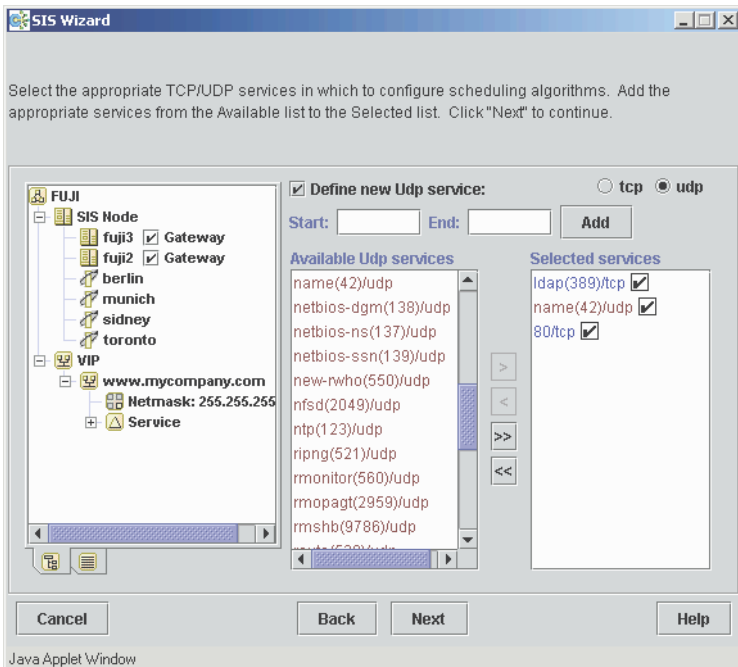 SIS Wizard
Select the appropriate TCP/UDP services in which to configure scheduling algorithms. Add the
appropriate services from the Available list to the Selected list. Click "Next" to continue.
FUJI
SIS Node
fuji3 Gateway
fuji2 Gateway
berlin
munich
sidney
toronto
VIP
www.mycompany.com
Netmask: 255.255.255
Service
Define new Udp service:
tcp udp
Start: End: Add
Available Udp services
name(42)/udp
netbios-dgm(138)/udp
netbios-ns(137)/udp
netbios-ssn(139)/udp
new-rwho(550)/udp
nfsd(2049)/udp
ntp(123)/udp
ripng(521)/udp
rmonitor(560)/udp
rmopagt(2959)/udp
rmshb(9786)/udp
>
<
>>
<<
Selected services
ldap(389)/tcp
name(42)/udp
80/tcp
Cancel Back Next Help
Java Applet Window